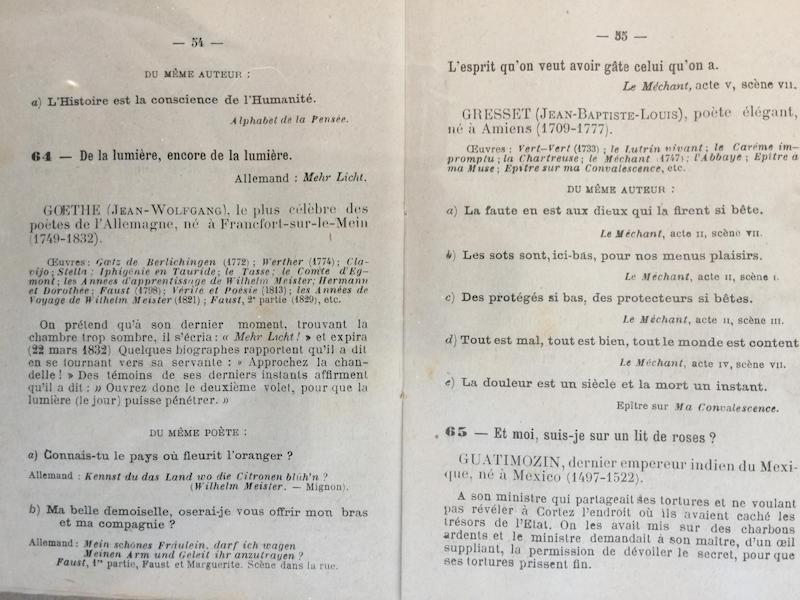 — 54 —
DU MÊME AUTEUR :
a) L'Histoire est la conscience de l'Humanité.
Alphabet de la Pensée.
64 — De la lumière, encore de la lumière.
Allemand : Mehr Licht.
GŒTHE (JEAN-WOLFGANG), le plus célèbre des
poètes de l'Allemagne, né à Francfort-sur-le-Mein
(1749-1832).
Œuvres : Gœtz de Berlichingen (1772) ; Werther (1774) ; Cla-
vijo ; Stella ; Iphigénie en Tauride ; le Tasse ; le Comte d'Eg-
mont ; les Années d'apprentissage de Wilhelm Meister ; Hermann
et Dorothée ; Faust (1798) ; Vérité et Poésie (1813) ; les Années de
Voyage de Wilhelm Meister (1821) ; Faust, 2e partie (1829), etc.
On prétend qu'à son dernier moment, trouvant la
chambre trop sombre, il s'écria : « Mehr Licht ! » et expira
(22 mars 1832) Quelques biographes rapportent qu'il a dit
en se tournant vers sa servante : « Approchez la chan-
delle ! » Des témoins de ses derniers instants affirment
qu'il a dit : » Ouvrez donc le deuxième volet, pour que la
lumière (le jour) puisse pénétrer. »
DU MÊME POÈTE :
a) Connais-tu le pays où fleurit l'oranger ?
Allemand : Kennst du das Land wo die Citronen blüh'n ?
(Wilhelm Meister. — Mignon).
b) Ma belle demoiselle, oserai-je vous offrir mon bras
et ma compagnie ?
Allemand : Mein schönes Fräulein, darf ich wagen
Meinen Arm und Geleit ihr anzutragen ?
Faust, 1re partie, Faust et Marguerite. Scène dans la rue.
— 55 —
L'esprit qu'on veut avoir gâte celui qu'on a.
Le Méchant, acte V, scène VII.
GRESSET (JEAN-BAPTISTE-LOUIS), poète élégant,
né à Amiens (1709-1777).
Œuvres : Vert-Vert (1733) ; le Lutrin vivant ; le Carême im-
promptu ; la Chartreuse ; le Méchant 1747) ; l'Abbaye ; Epître à
ma Muse ; Epître sur ma Convalescence, etc.
DU MÊME AUTEUR :
a) La faute en est aux dieux qui la firent si bête.
Le Méchant, acte II, scène VII.
b) Les sots sont, ici-bas, pour nos menus plaisirs.
Le Méchant, acte II, scène I.
c) Des protégés si bas, des protecteurs si bêtes.
Le Méchant, acte II, scène III.
d) Tout est mal, tout est bien, tout le monde est content
Le Méchant, acte IV, scène VII.
e) La douleur est un siècle et la mort un instant.
Epître sur Ma Convalescence.
65 — Et moi, suis-je sur un lit de roses ?
GUATIMOZIN, dernier empereur indien du Mexi-
que, né à Mexico (1497-1522).
A son ministre qui partageait ses tortures et ne voulant
pas révéler à Cortez l'endroit où ils avaient caché les
trésors de l'Etat. On les avait mis sur des charbons
ardents et le ministre demandait à son maître, d'un œil
suppliant, la permission de dévoiler le secret, pour que
ses tortures prissent fin.